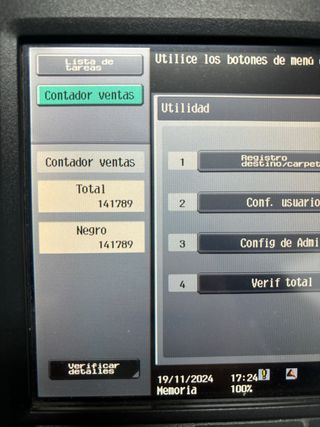 Lista de
tareas
Utilice los botones de menú
Contador ventas
Utilidad
Contador ventas
Total
141789
Negro
141789
1 Registro
destino/carpet
2 Conf. usuario
3 Config de Admi
4 Verif total
Verificar
detalles
19/11/2024 17:24
Memoria 100%